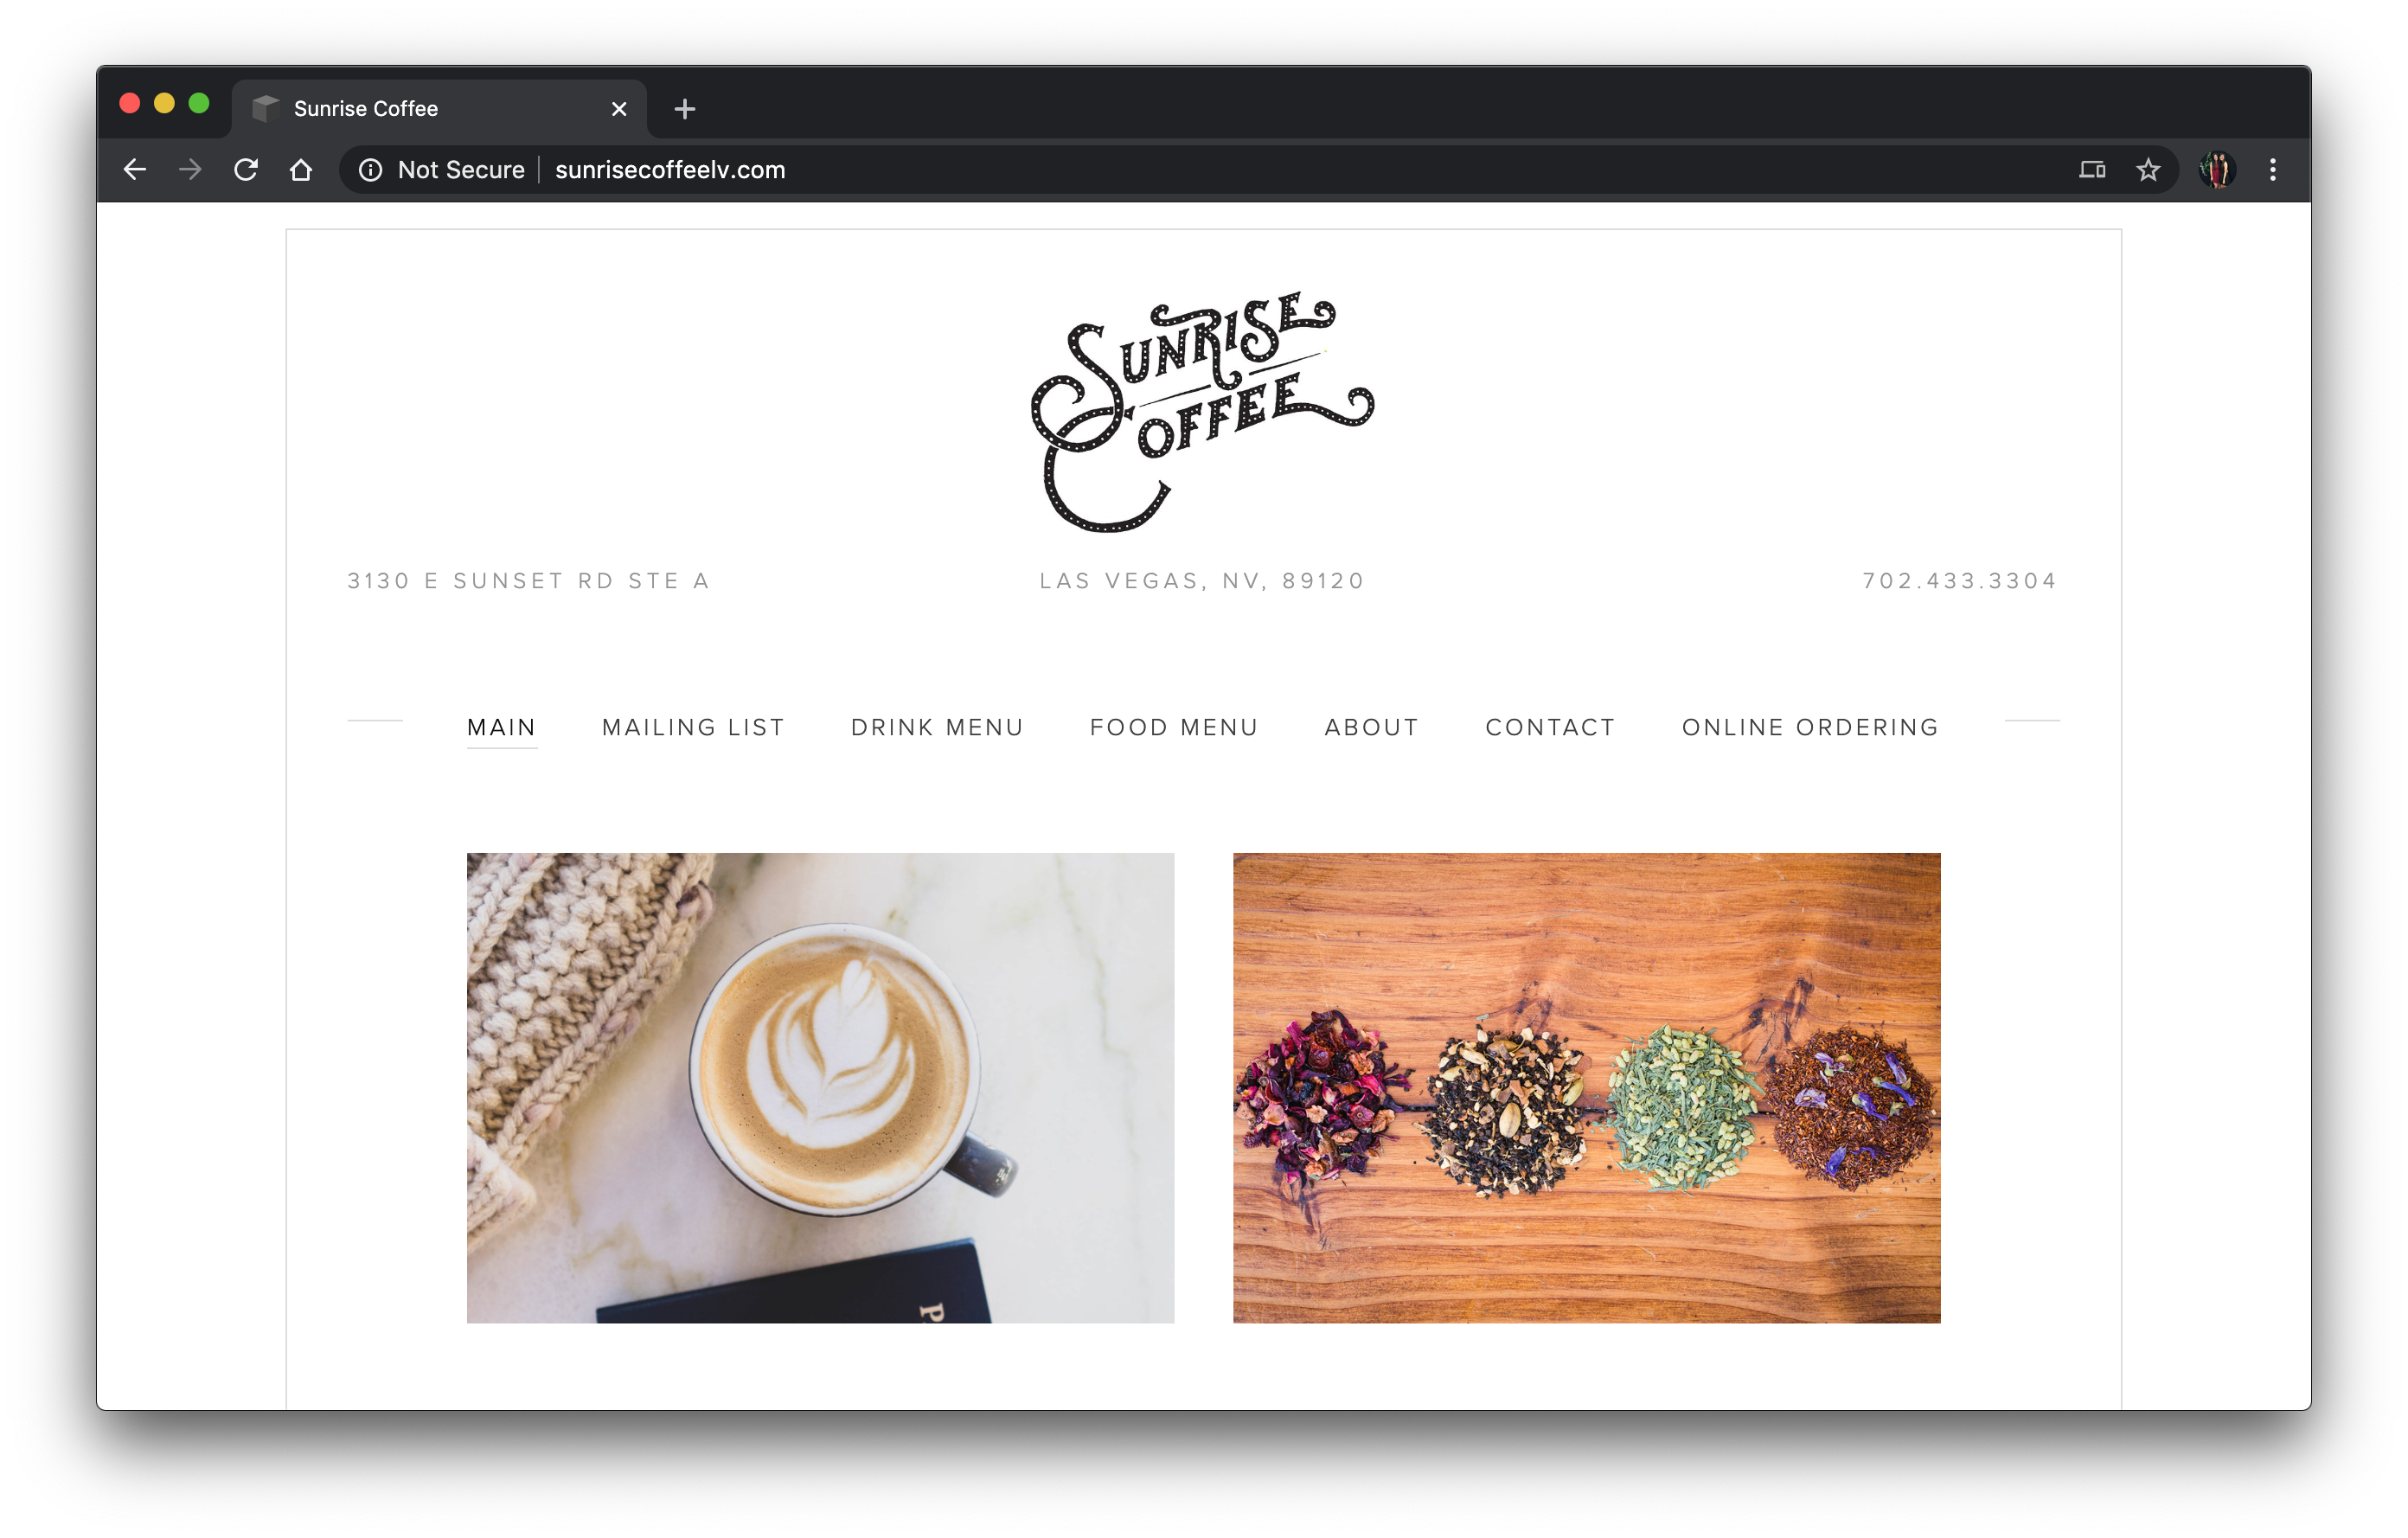 Sunrise Coffee
Not Secure sunrisecoffeelv.com
SUNRISE
COFFEE
3130 E SUNSET RD STE A LAS VEGAS, NV, 89120 702.433.3304
MAIN MAILING LIST DRINK MENU FOOD MENU ABOUT CONTACT ONLINE ORDERING
P